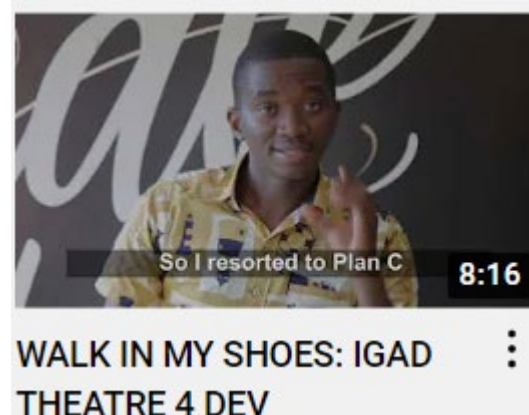 So I resorted to Plan C
8:16
WALK IN MY SHOES: IGAD
THEATRE 4 DEV